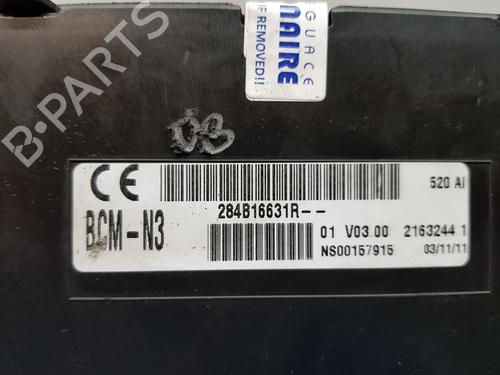 GUACE
NAIRE
IF REMOVED!!
B-PARTS
03
CE
520 AI
284B16631R--
BCM-N3
01 V03.00 2163244 1
NS00157915 03/11/11